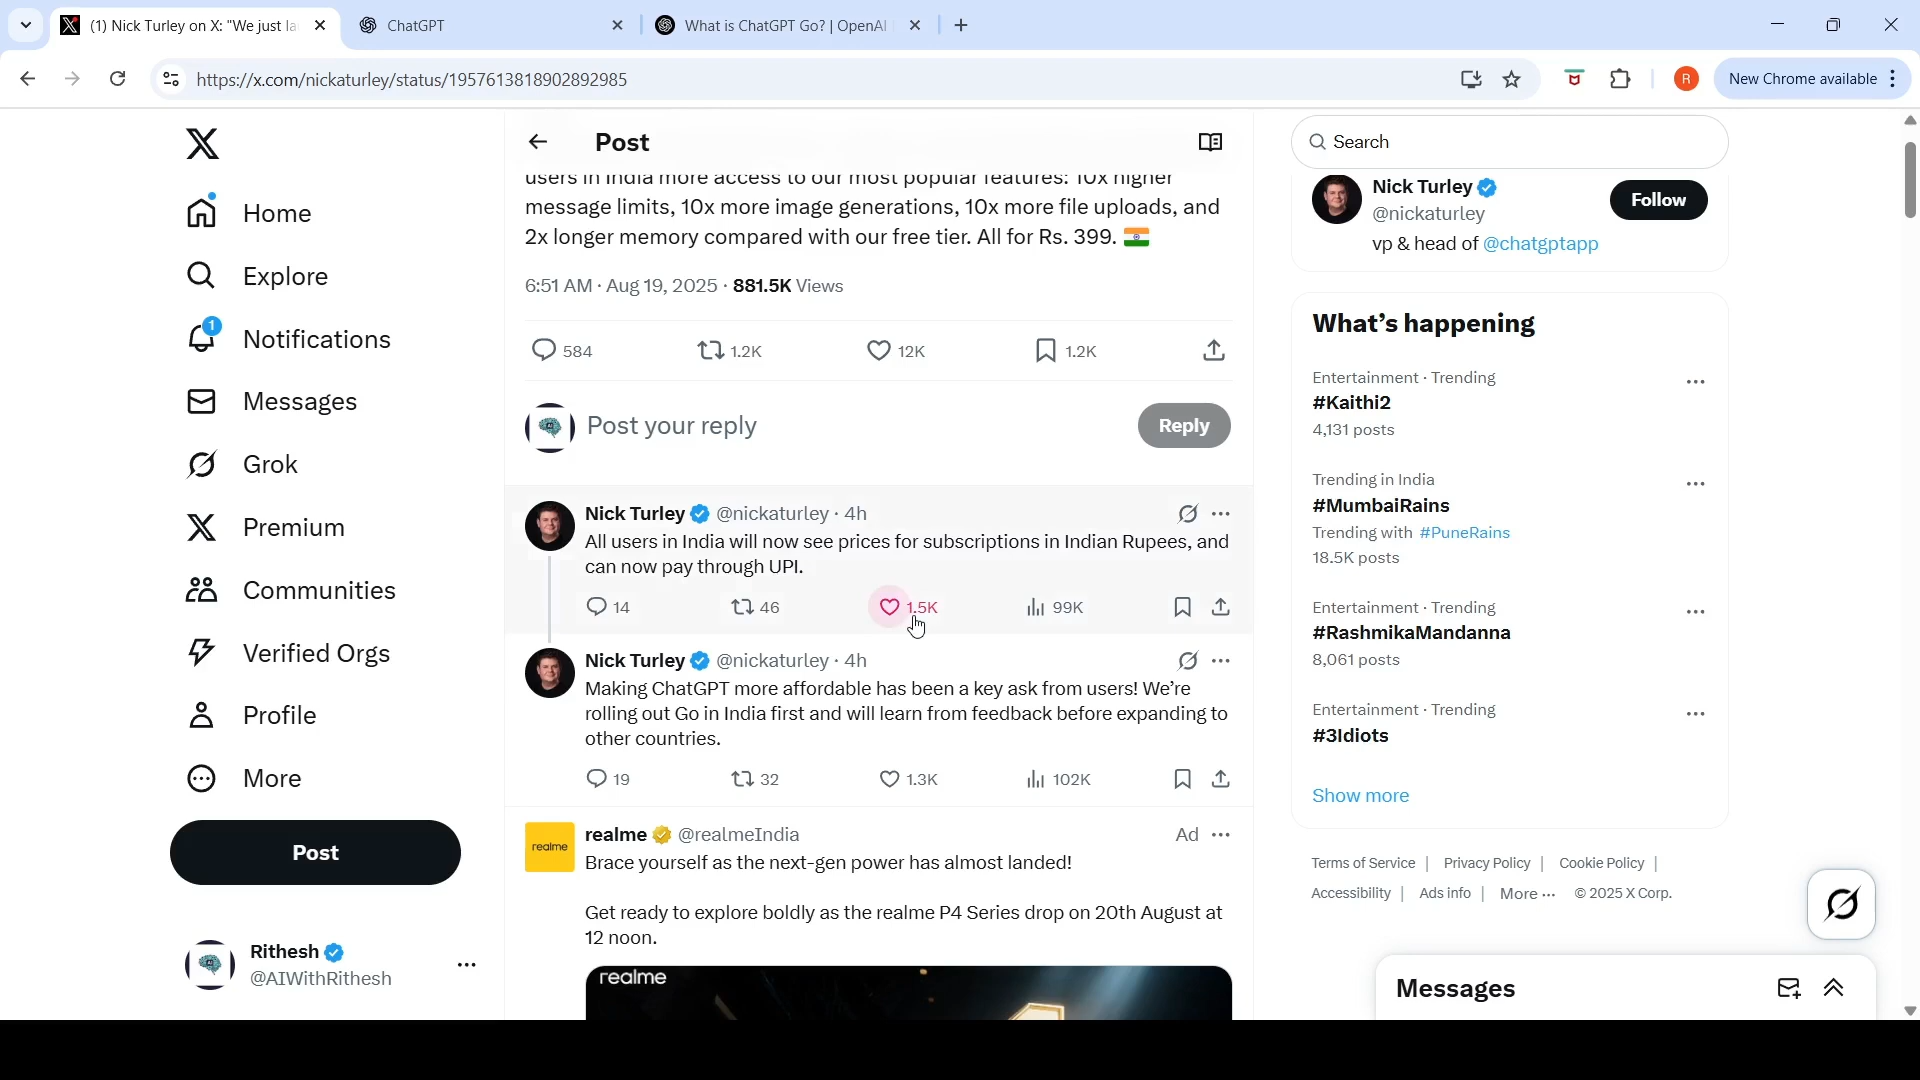 (1) Nick Turley on X: "We just la
ChatGPT
What is ChatGPT Go? | OpenAI
https://x.com/nickaturley/status/1957613818902892985
R
New Chrome available
Home
Explore
1
Notifications
Messages
Grok
Premium
Communities
Verified Orgs
Profile
More
Post
Rithesh
@AIWithRithesh
Post
users in India more access to our most popular features: 10x higher
message limits, 10x more image generations, 10x more file uploads, and
2x longer memory compared with our free tier. All for Rs. 399. 🇮🇳
6:51 AM · Aug 19, 2025 · 881.5K Views
584
1.2K
12K
1.2K
Post your reply
Reply
Nick Turley @nickaturley · 4h
All users in India will now see prices for subscriptions in Indian Rupees, and
can now pay through UPI.
14
46
1.5K
99K
Nick Turley @nickaturley · 4h
Making ChatGPT more affordable has been a key ask from users! We’re
rolling out Go in India first and will learn from feedback before expanding to
other countries.
19
32
1.3K
102K
realme
realme @realmeIndia
Ad
Brace yourself as the next-gen power has almost landed!
Get ready to explore boldly as the realme P4 Series drop on 20th August at
12 noon.
realme
Search
Nick Turley
@nickaturley
Follow
vp & head of @chatgptapp
What’s happening
Entertainment · Trending
#Kaithi2
4,131 posts
Trending in India
#MumbaiRains
Trending with #PuneRains
18.5K posts
Entertainment · Trending
#RashmikaMandanna
8,061 posts
Entertainment · Trending
#3Idiots
Show more
Terms of Service | Privacy Policy | Cookie Policy |
Accessibility | Ads info | More ··· © 2025 X Corp.
Messages